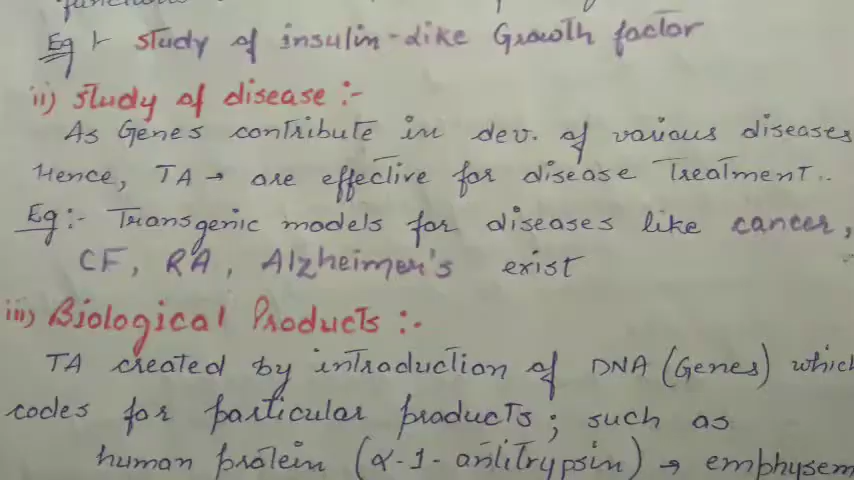 functions
Eg :- Study of insulin-like Growth factor
ii) Study of disease :-
As Genes contribute in dev. of various diseases
Hence, TA → are effective for disease Treatment.
Eg:- Transgenic models for diseases like cancer,
CF, RA, Alzheimer's exist
iii) Biological Products :-
TA created by introduction of DNA (Genes) which
codes for particular products; such as
human protein (α-1-antitrypsin) → emphysem